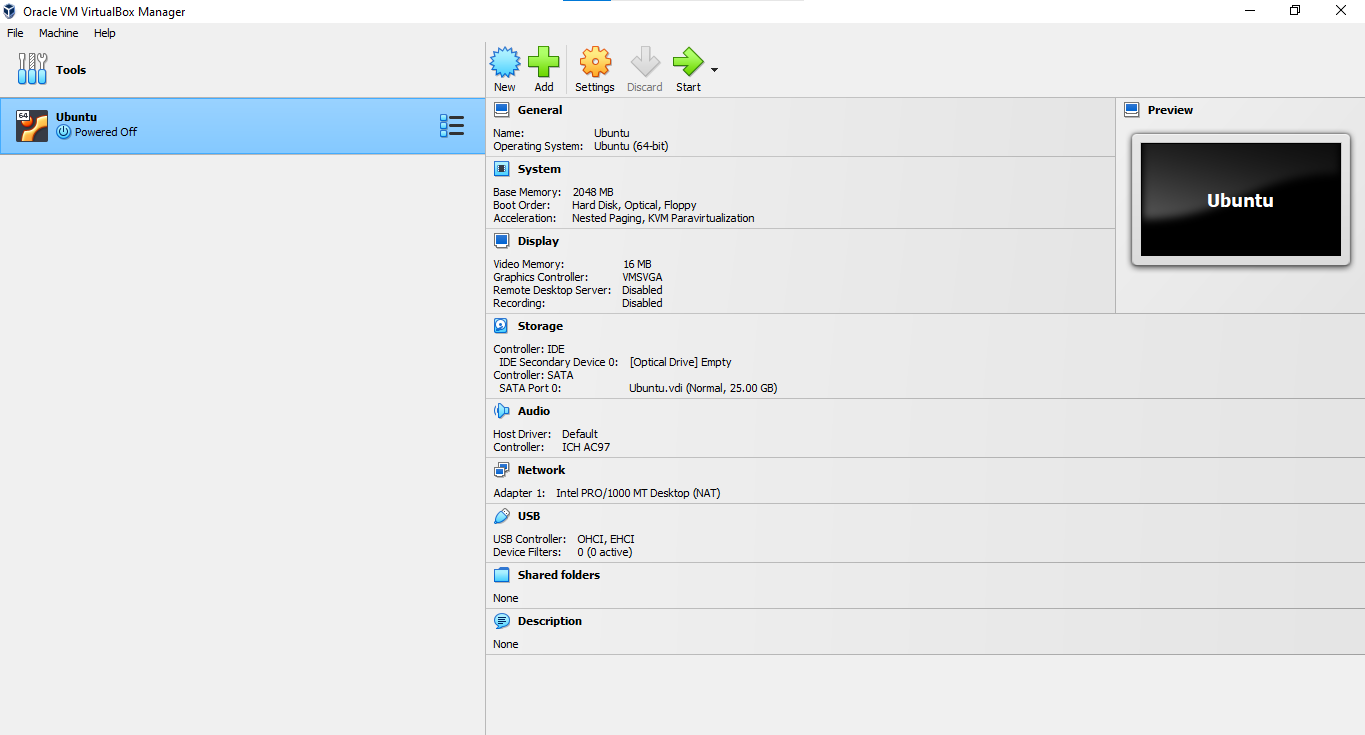 Oracle VM VirtualBox Manager
File Machine Help
Tools
64
Ubuntu
Powered Off
New Add Settings Discard Start
General
Name: Ubuntu
Operating System: Ubuntu (64-bit)
System
Base Memory: 2048 MB
Boot Order: Hard Disk, Optical, Floppy
Acceleration: Nested Paging, KVM Paravirtualization
Display
Video Memory: 16 MB
Graphics Controller: VMSVGA
Remote Desktop Server: Disabled
Recording: Disabled
Preview
Ubuntu
Storage
Controller: IDE
IDE Secondary Device 0: [Optical Drive] Empty
Controller: SATA
SATA Port 0: Ubuntu.vdi (Normal, 25.00 GB)
Audio
Host Driver: Default
Controller: ICH AC97
Network
Adapter 1: Intel PRO/1000 MT Desktop (NAT)
USB
USB Controller: OHCI, EHCI
Device Filters: 0 (0 active)
Shared folders
None
Description
None